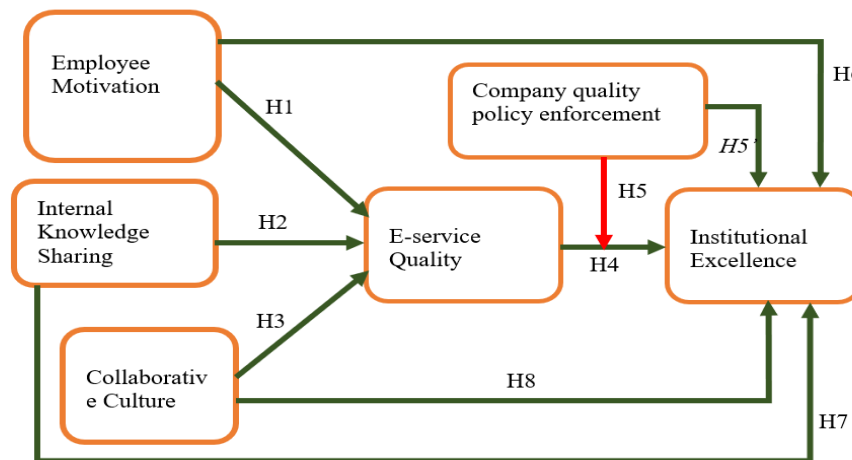 Employee
Motivation
H1
Company quality
policy enforcement
H6
H5’
H5
Internal
Knowledge
Sharing
H2
E-service
Quality
H4
Institutional
Excellence
H3
Collaborativ
e Culture
H8
H7